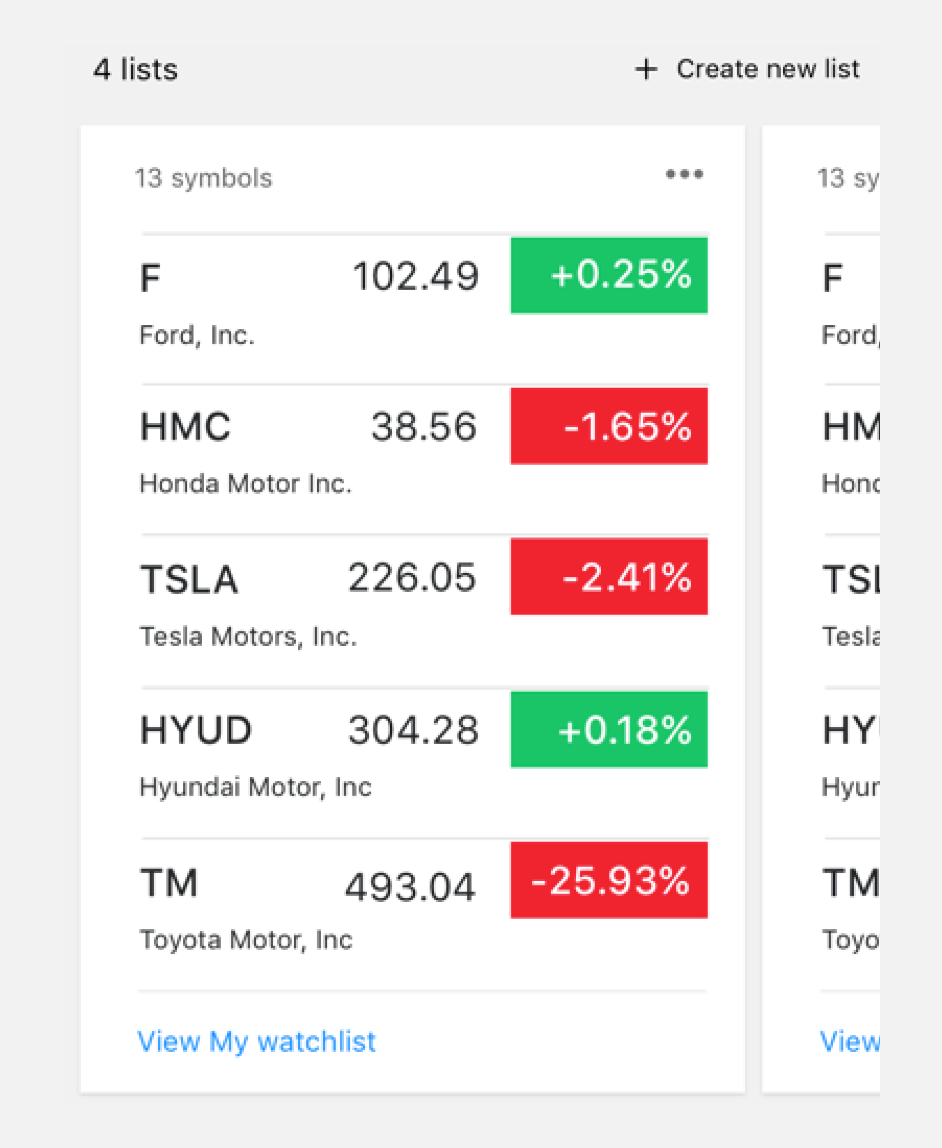 4 lists
+ Create new list
13 symbols
•••
F 102.49 +0.25%
Ford, Inc.
HMC 38.56 -1.65%
Honda Motor Inc.
TSLA 226.05 -2.41%
Tesla Motors, Inc.
HYUD 304.28 +0.18%
Hyundai Motor, Inc
TM 493.04 -25.93%
Toyota Motor, Inc
View My watchlist
13 sy
F
Ford,
HM
Hond
TSL
Tesla
HY
Hyun
TM
Toyo
View